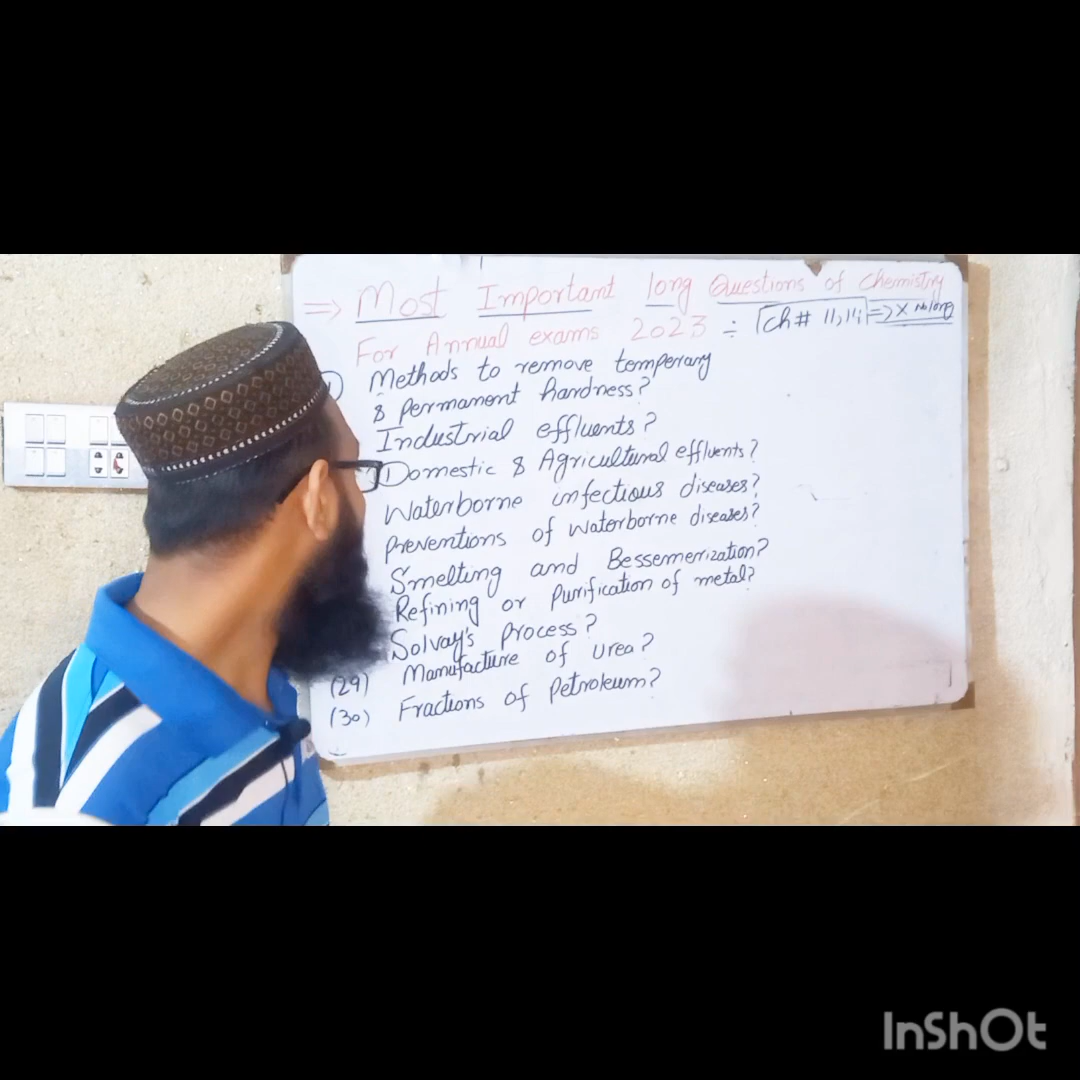 ⇒ Most Important long Questions of Chemistry
For Annual exams 2023 ÷ ch# 11, ⇒ X No long
Methods to remove temperary
& permanent hardness?
Industrial effluents?
Domestic & Agricultural effluents?
Waterborne infectious diseases?
Preventions of Waterborne diseases?
Smelting and Bessemerization?
Refining or Purification of metal?
Solvay's Process?
(29) Manufacture of Urea?
(30) Fractions of Petroleum?
InShOt